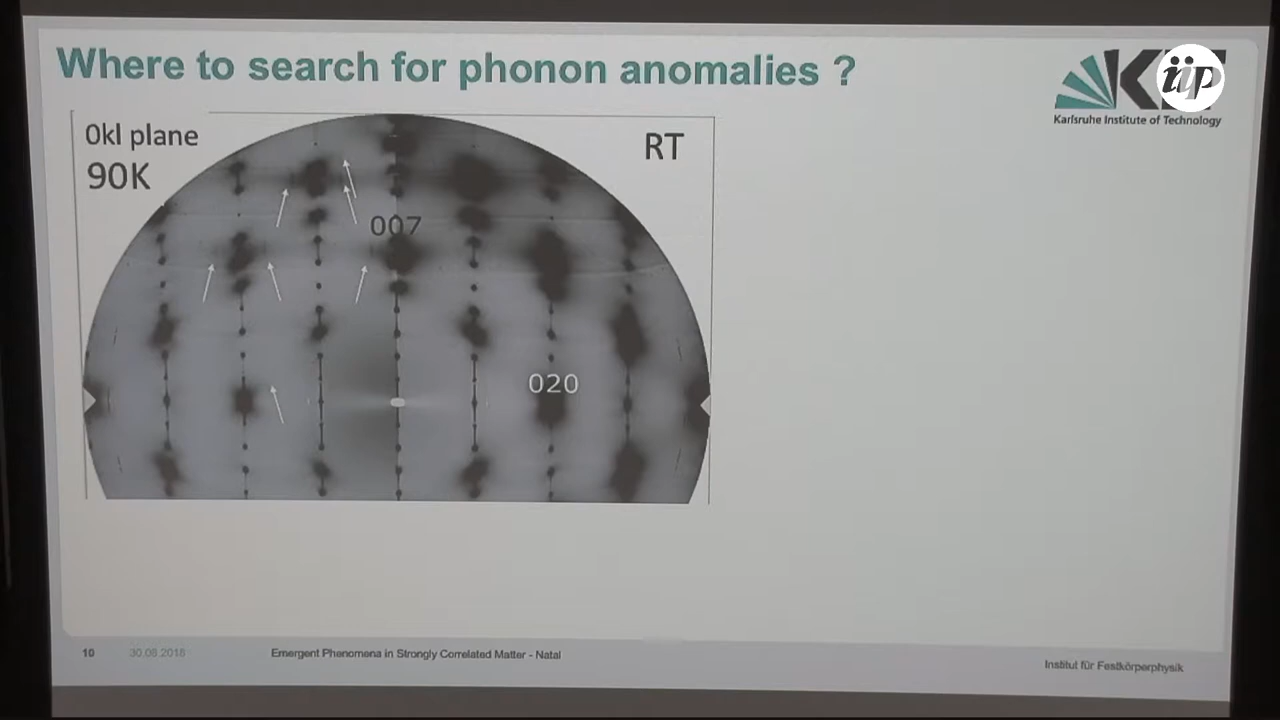 Where to search for phonon anomalies ?
iip
Karlsruhe Institute of Technology
0kl plane
90K
RT
007
020
10
30.08.2018
Emergent Phenomena in Strongly Correlated Matter - Natal
Institut für Festkörperphysik